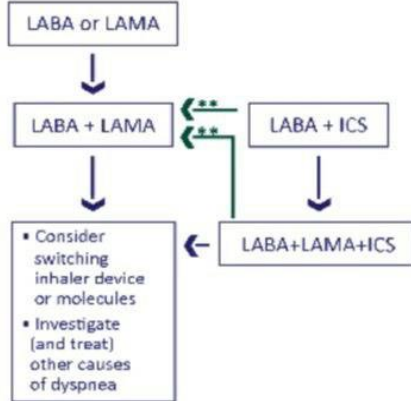 LABA or LAMA
**
LABA + LAMA
**
LABA + ICS
LABA+LAMA+ICS
▪ Consider
switching
inhaler device
or molecules
▪ Investigate
(and treat)
other causes
of dyspnea